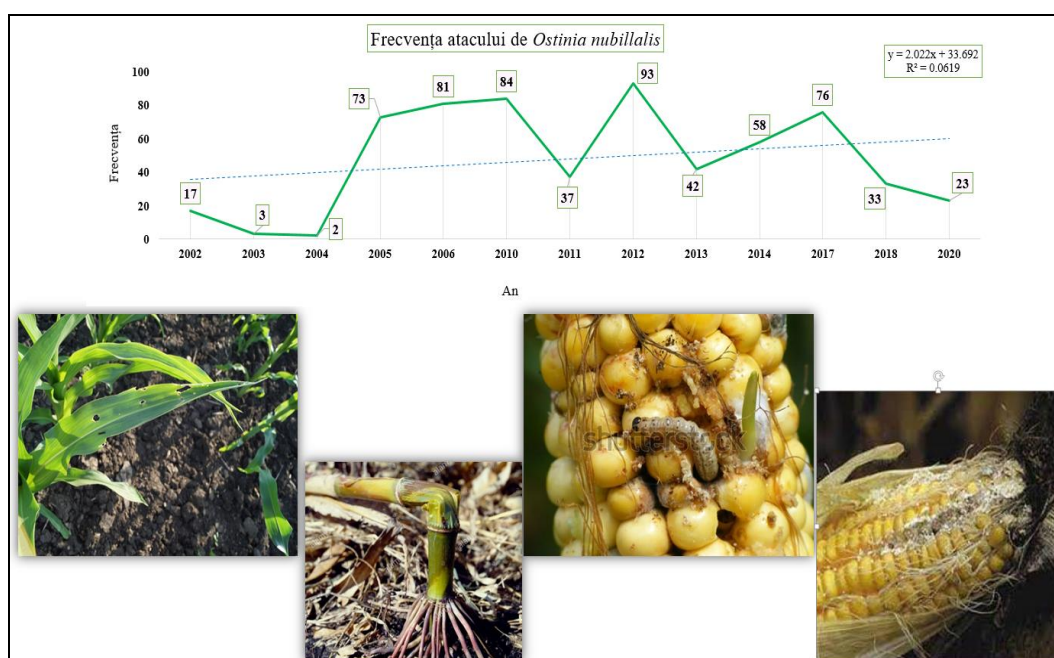 Frecvența atacului de Ostinia nubillalis
y = 2.022x + 33.692
R² = 0.0619
Frecvența
100
80
60
40
20
0
17
3
2
73
81
84
37
93
42
58
76
33
23
2002 2003 2004 2005 2006 2010 2011 2012 2013 2014 2017 2018 2020
An
shutterstock